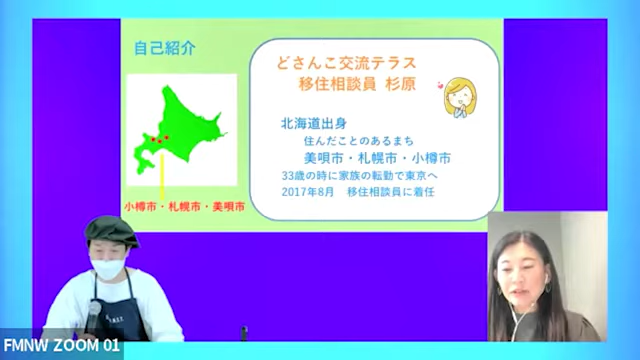 自己紹介
どさんこ交流テラス
移住相談員 杉原
北海道出身
住んだことのあるまち
美唄市・札幌市・小樽市
33歳の時に家族の転勤で東京へ
2017年8月 移住相談員に着任
小樽市・札幌市・美唄市
FMNW ZOOM 01